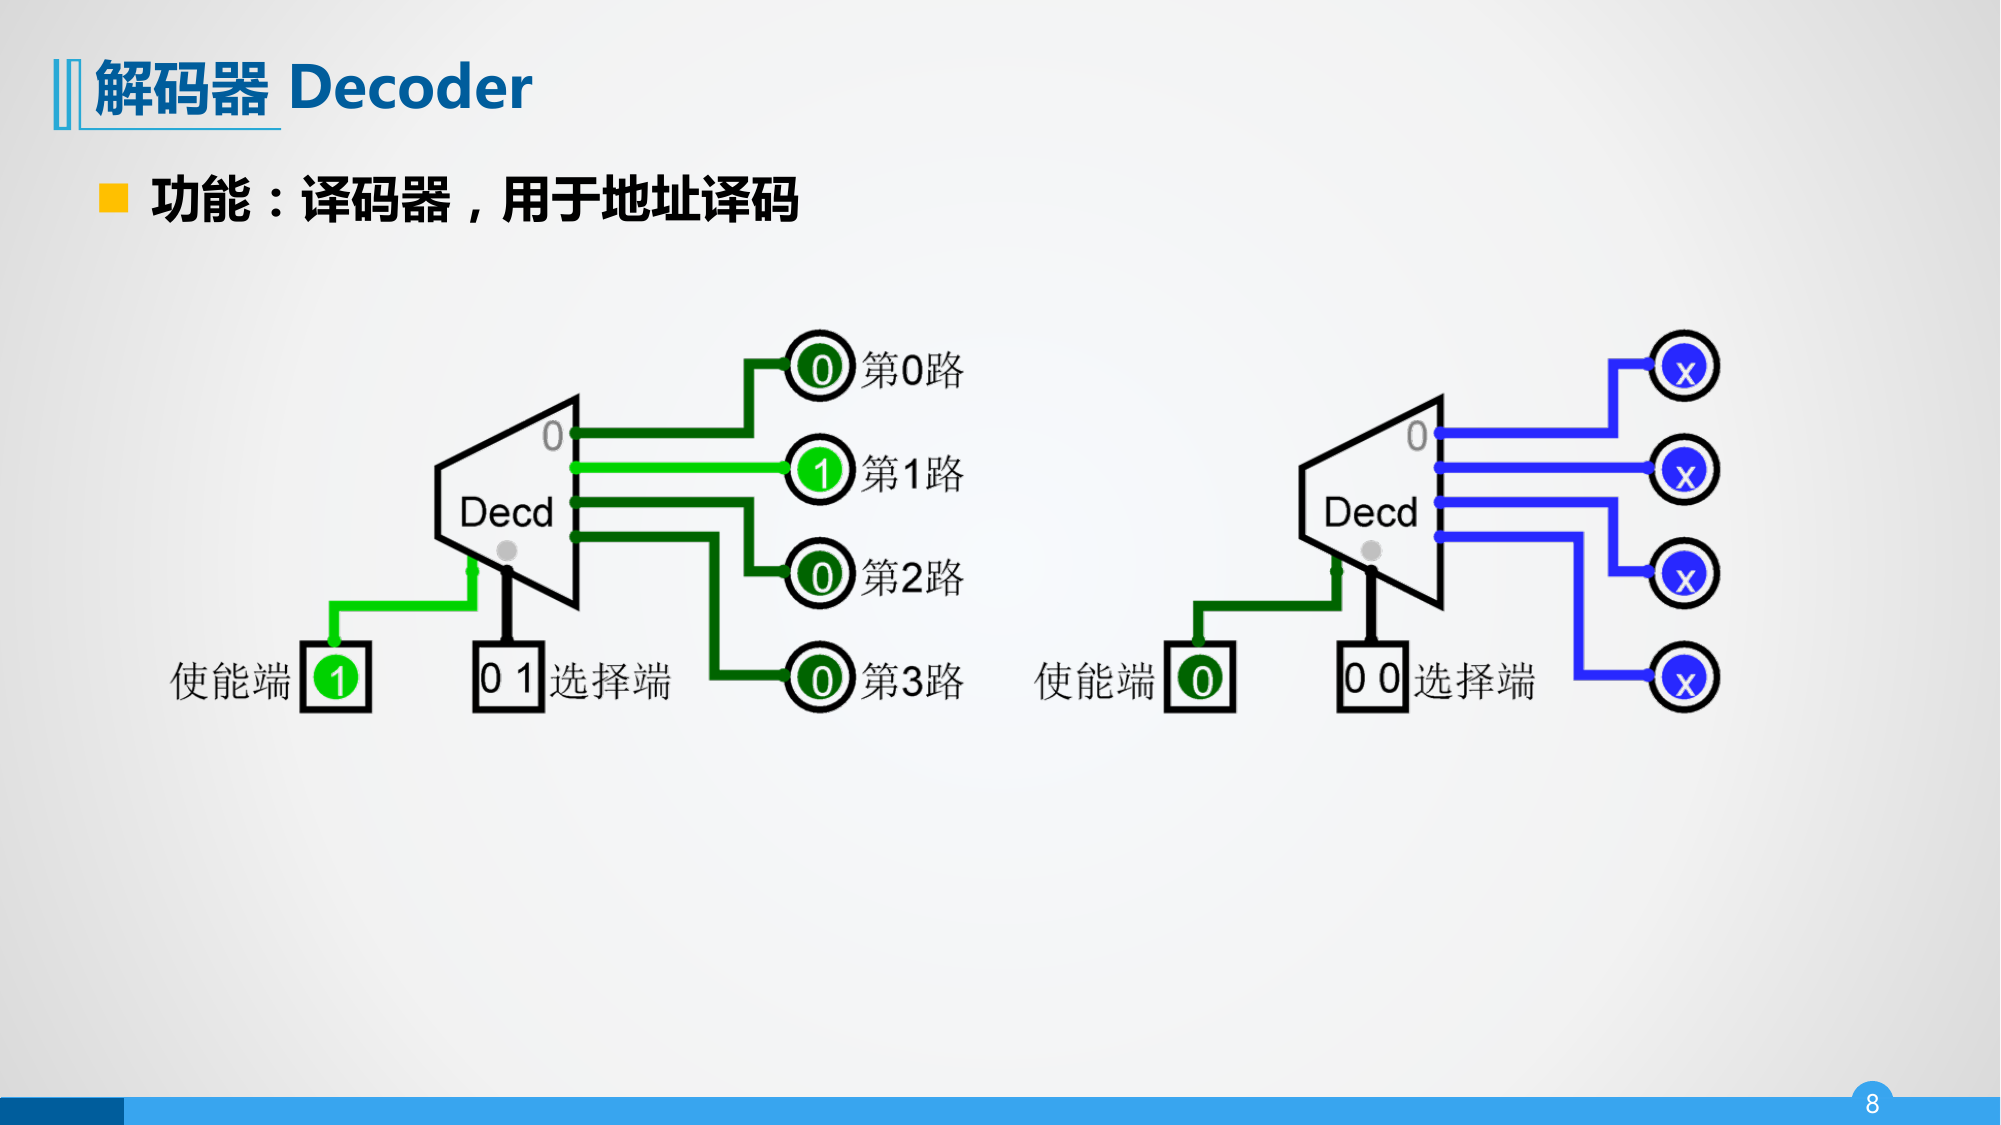 解码器 Decoder
功能：译码器，用于地址译码
0 第0路
0
1 第1路
Decd
0 第2路
使能端 1
0 1 选择端
0 第3路
x
0
x
Decd
x
使能端 0
0 0 选择端
x
8